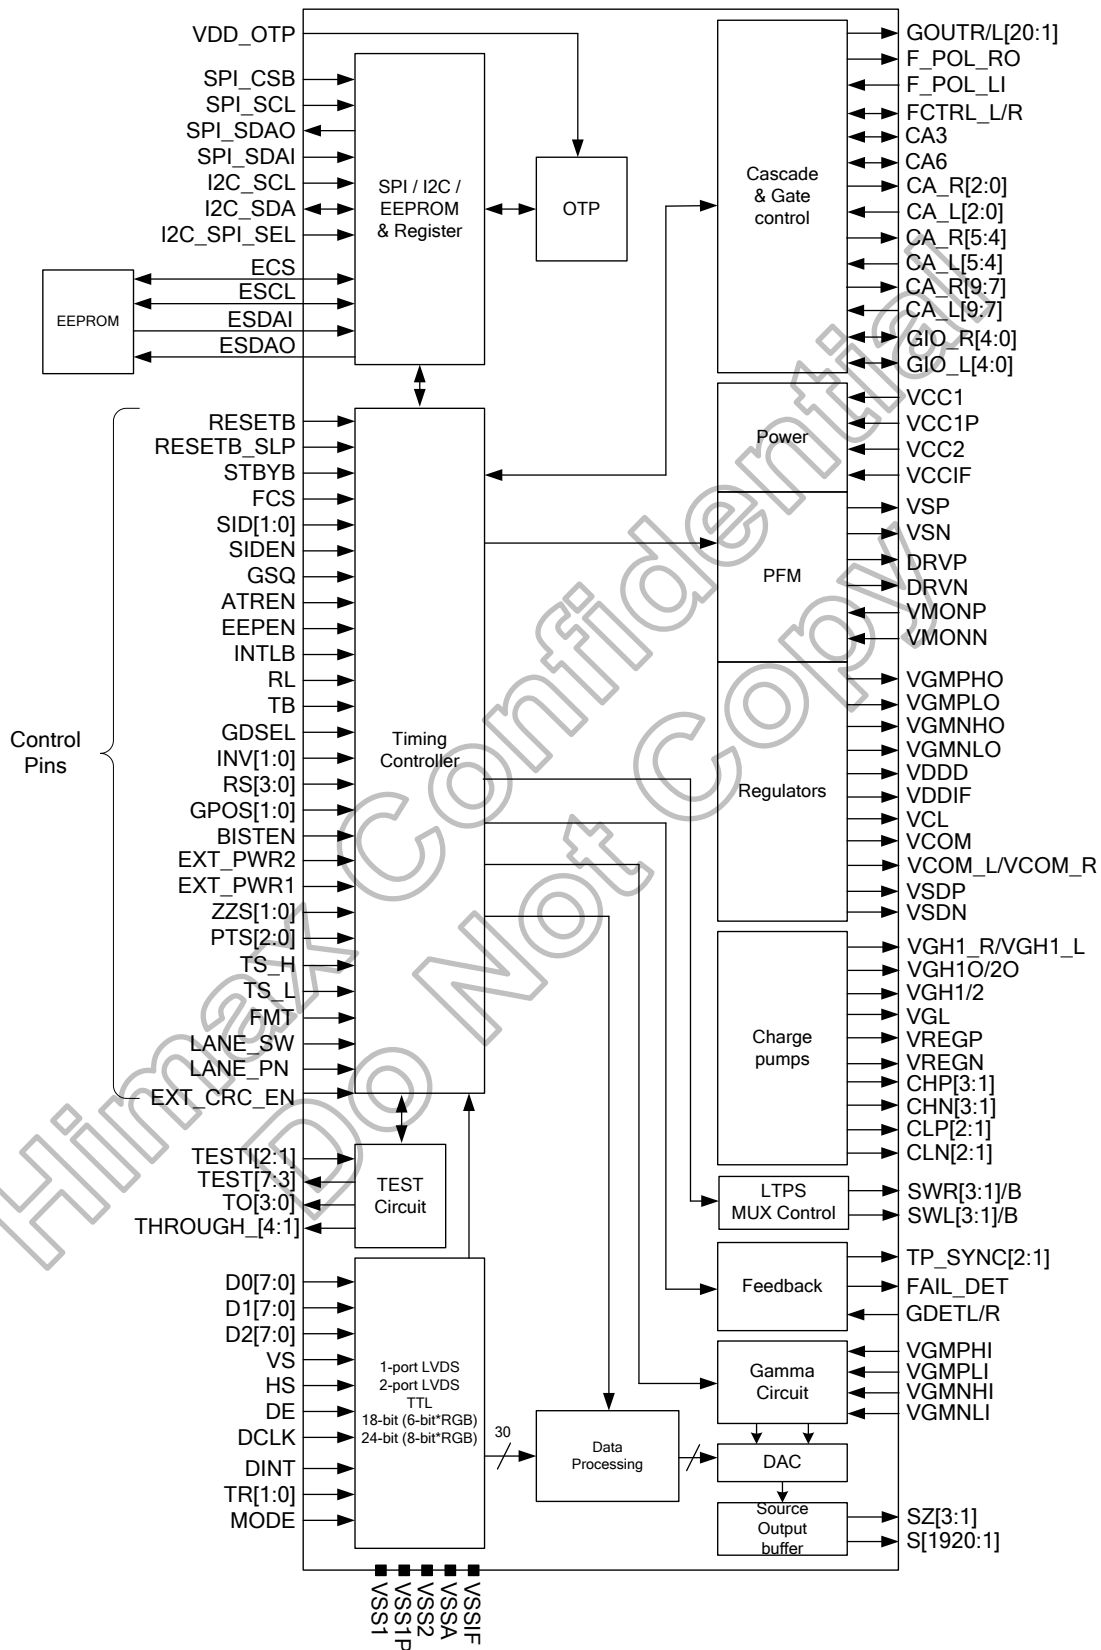 VDD_OTP
SPI_CSB
SPI_SCL
SPI_SDAO
SPI_SDAI
I2C_SCL
I2C_SDA
I2C_SPI_SEL
ECS
ESCL
ESDAI
ESDAO
EEPROM
SPI / I2C /
EEPROM
& Register
OTP
Control
Pins
RESETB
RESETB_SLP
STBYB
FCS
SID[1:0]
SIDEN
GSQ
ATREN
EEPEN
INTLB
RL
TB
GDSEL
INV[1:0]
RS[3:0]
GPOS[1:0]
BISTEN
EXT_PWR2
EXT_PWR1
ZZS[1:0]
PTS[2:0]
TS_H
TS_L
FMT
LANE_SW
LANE_PN
EXT_CRC_EN
Timing
Controller
TESTI[2:1]
TEST[7:3]
TO[3:0]
THROUGH_[4:1]
TEST
Circuit
D0[7:0]
D1[7:0]
D2[7:0]
VS
HS
DE
DCLK
DINT
TR[1:0]
MODE
1-port LVDS
2-port LVDS
TTL
18-bit (6-bit*RGB)
24-bit (8-bit*RGB)
30
Data
Processing
VSS1
VSS1P
VSS2
VSSA
VSSIF
Cascade
& Gate
control
GOUTR/L[20:1]
F_POL_RO
F_POL_LI
FCTRL_L/R
CA3
CA6
CA_R[2:0]
CA_L[2:0]
CA_R[5:4]
CA_L[5:4]
CA_R[9:7]
CA_L[9:7]
GIO_R[4:0]
GIO_L[4:0]
Power
VCC1
VCC1P
VCC2
VCCIF
PFM
VSP
VSN
DRVP
DRVN
VMONP
VMONN
Regulators
VGMPHO
VGMPLO
VGMNHO
VGMNLO
VDDD
VDDIF
VCL
VCOM
VCOM_L/VCOM_R
VSDP
VSDN
Charge
pumps
VGH1_R/VGH1_L
VGH1O/2O
VGH1/2
VGL
VREGP
VREGN
CHP[3:1]
CHN[3:1]
CLP[2:1]
CLN[2:1]
LTPS
MUX Control
SWR[3:1]/B
SWL[3:1]/B
Feedback
TP_SYNC[2:1]
FAIL_DET
GDETL/R
Gamma
Circuit
VGMPHI
VGMPLI
VGMNHI
VGMNLI
DAC
Source
Output
buffer
SZ[3:1]
S[1920:1]
Himax Confidential
Do Not Copy